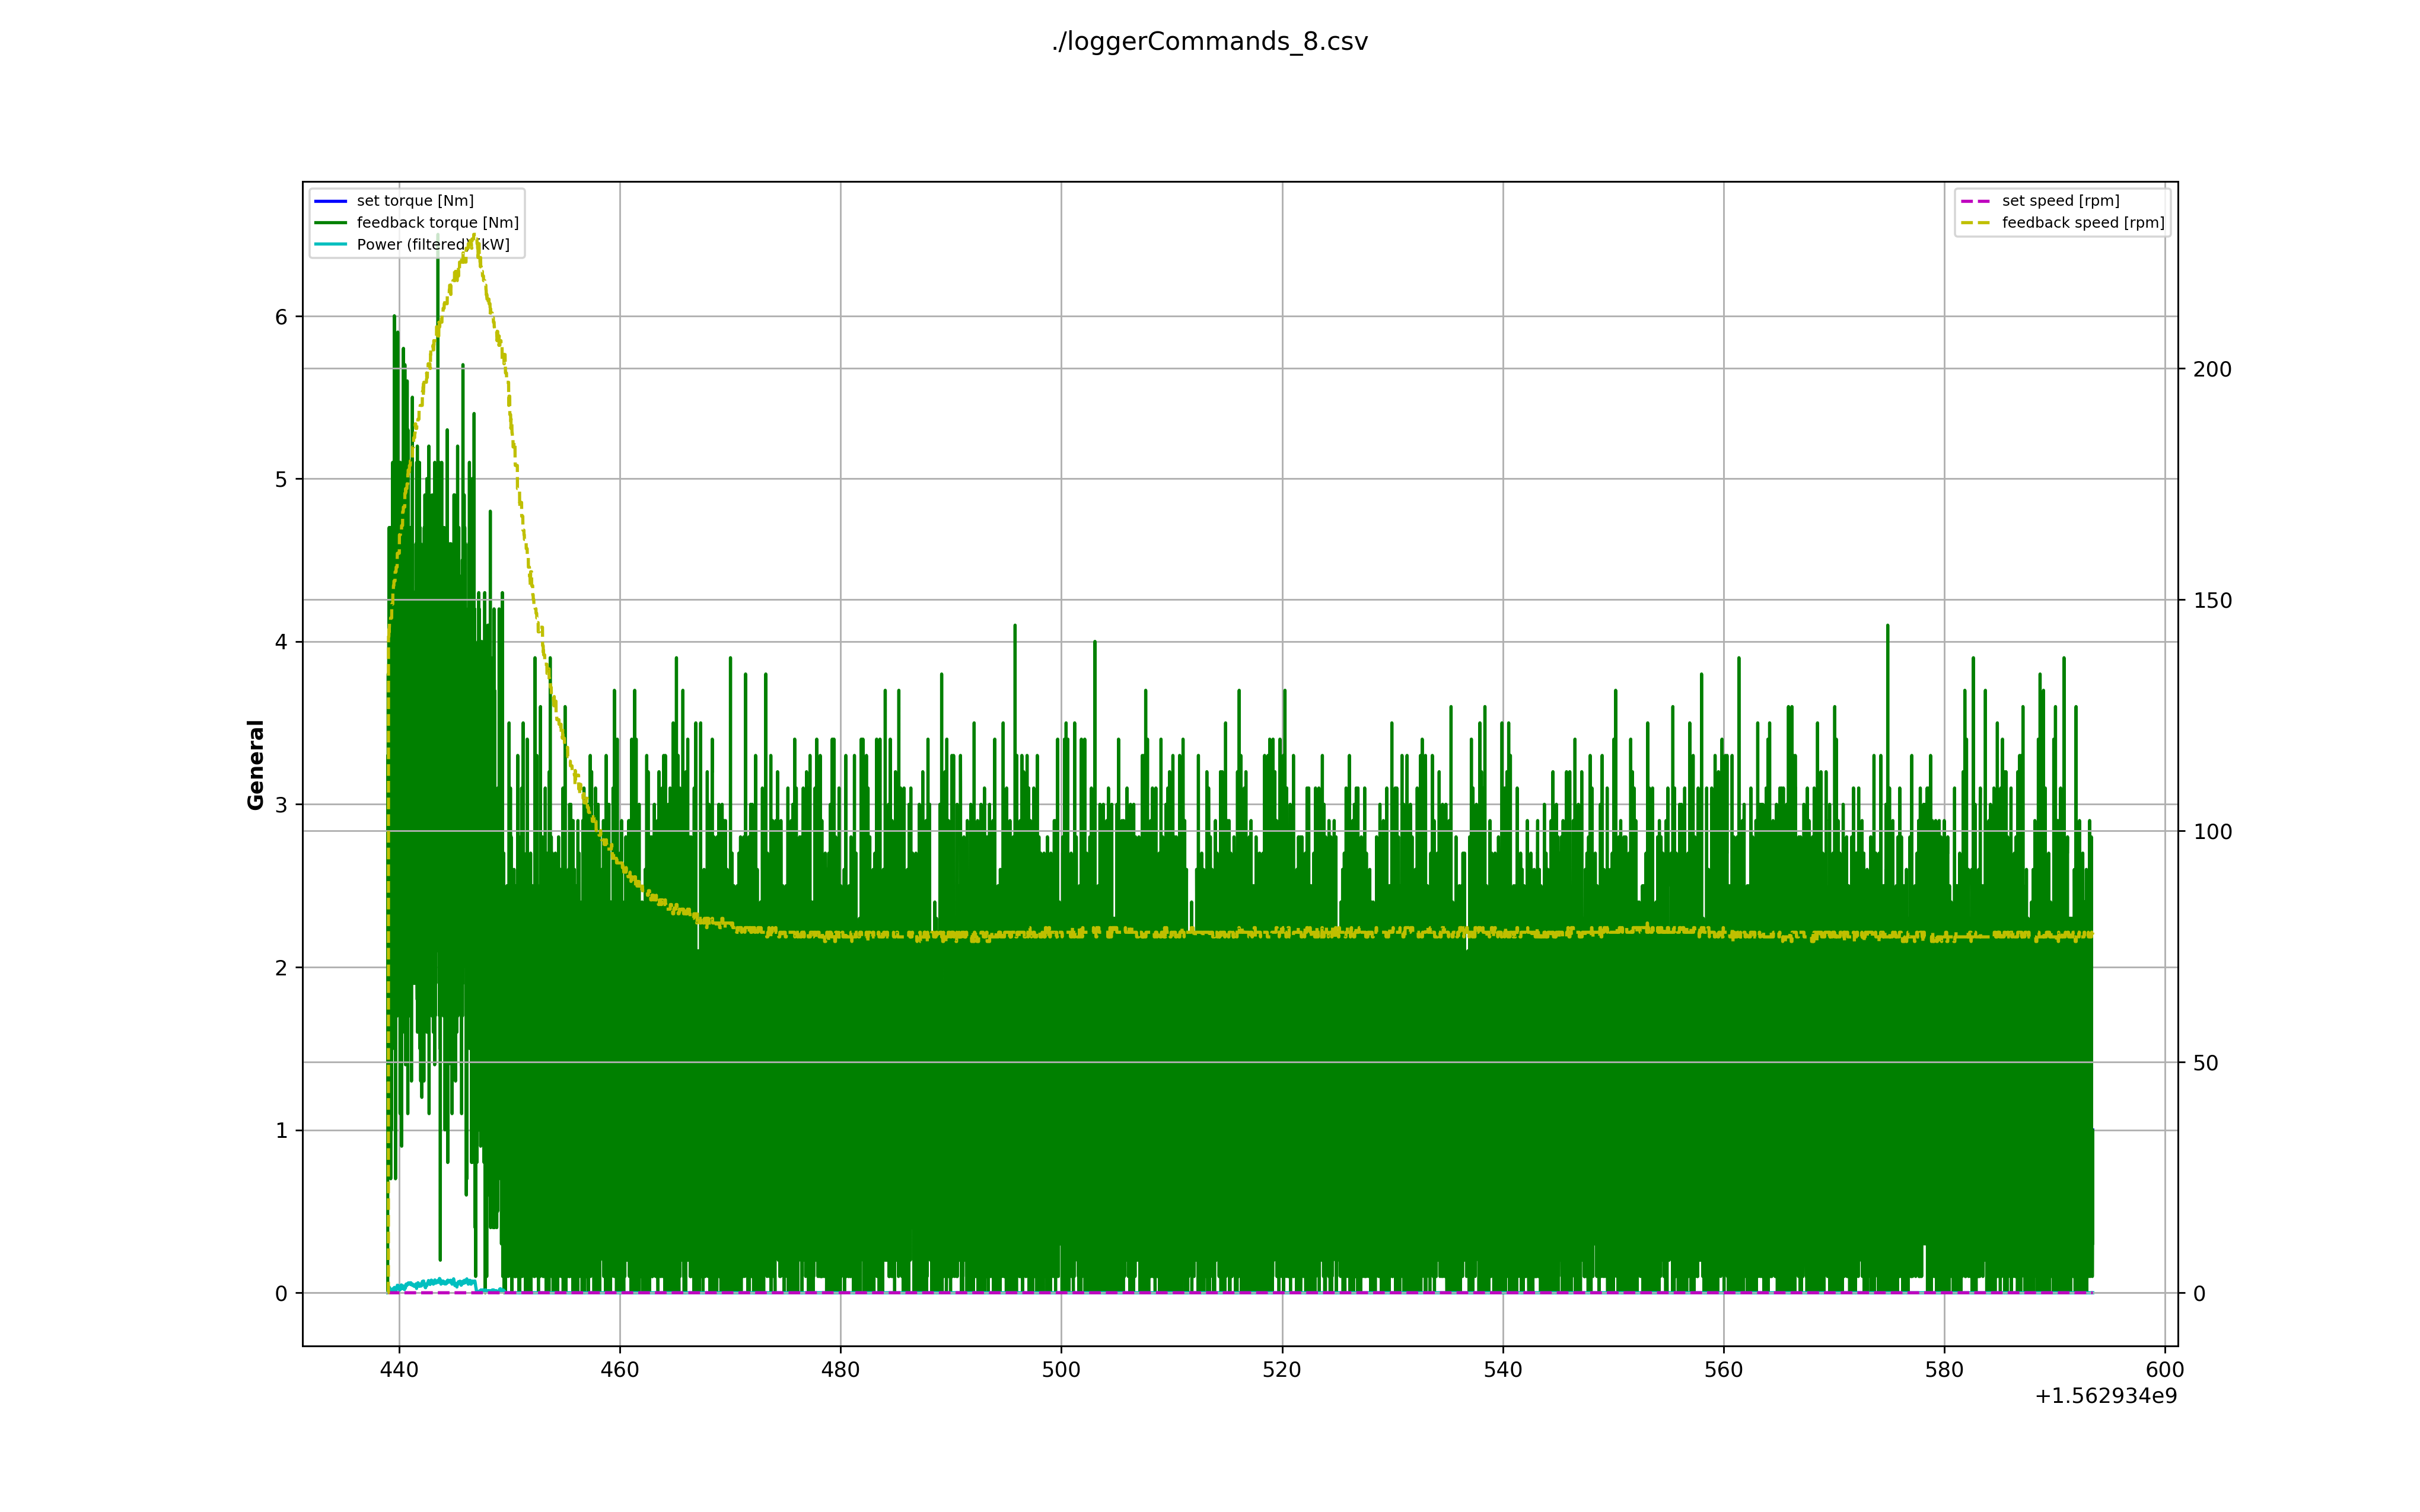 ./loggerCommands_8.csv
set torque [Nm]
feedback torque [Nm]
Power (filtered) [kW]
set speed [rpm]
feedback speed [rpm]
General
6
5
4
3
2
1
0
200
150
100
50
0
440 460 480 500 520 540 560 580 600
+1.562934e9